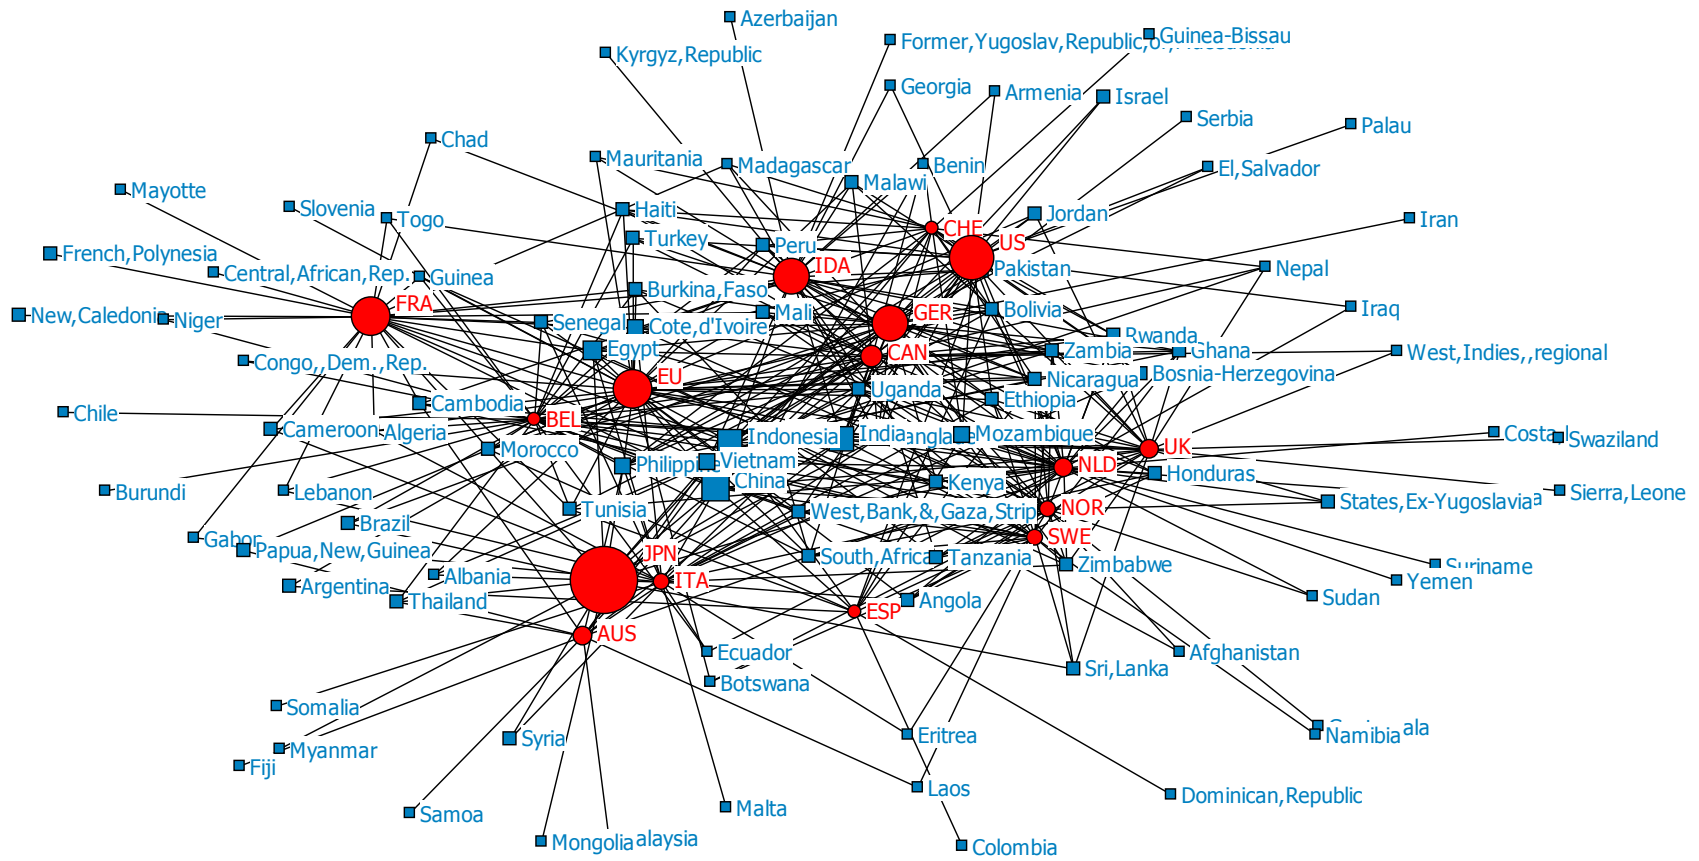 Azerbaijan
Guinea-Bissau
Former,Yugoslav,Republic,of,Macedonia
Kyrgyz,Republic
Georgia
Armenia
Israel
Serbia
Palau
Chad
Mauritania
Madagascar
Benin
El,Salvador
Malawi
Mayotte
Slovenia
Togo
Haiti
Jordan
Iran
CHE
US
Turkey
Peru
French,Polynesia
IDA
Pakistan
Nepal
Central,African,Rep.
Guinea
Burkina,Faso
FRA
GER
Bolivia
Iraq
New,Caledonia
Niger
Senegal
Cote,d'Ivoire
Mali
Rwanda
Egypt
CAN
Zambia
Ghana
West,Indies,,regional
Congo,,Dem.,Rep.
EU
Uganda
Nicaragua
Bosnia-Herzegovina
Cambodia
Ethiopia
Chile
BEL
Cameroon
Algeria
Indonesia
India
Mozambique
Costa
Swaziland
Morocco
UK
Philippine
Vietnam
NLD
Honduras
China
Kenya
Burundi
Lebanon
Sierra,Leone
States,Ex-Yugoslavia
Tunisia
West,Bank,&,Gaza,Strip
NOR
Brazil
Gabon
Papua,New,Guinea
JPN
South,Africa
Tanzania
SWE
Zimbabwe
Suriname
Albania
ITA
Yemen
Argentina
Thailand
Angola
Sudan
ESP
AUS
Ecuador
Afghanistan
Sri,Lanka
Botswana
Somalia
Syria
Eritrea
Namibia
Myanmar
Fiji
Laos
Dominican,Republic
Samoa
Malta
Mongolia
alaysia
Colombia